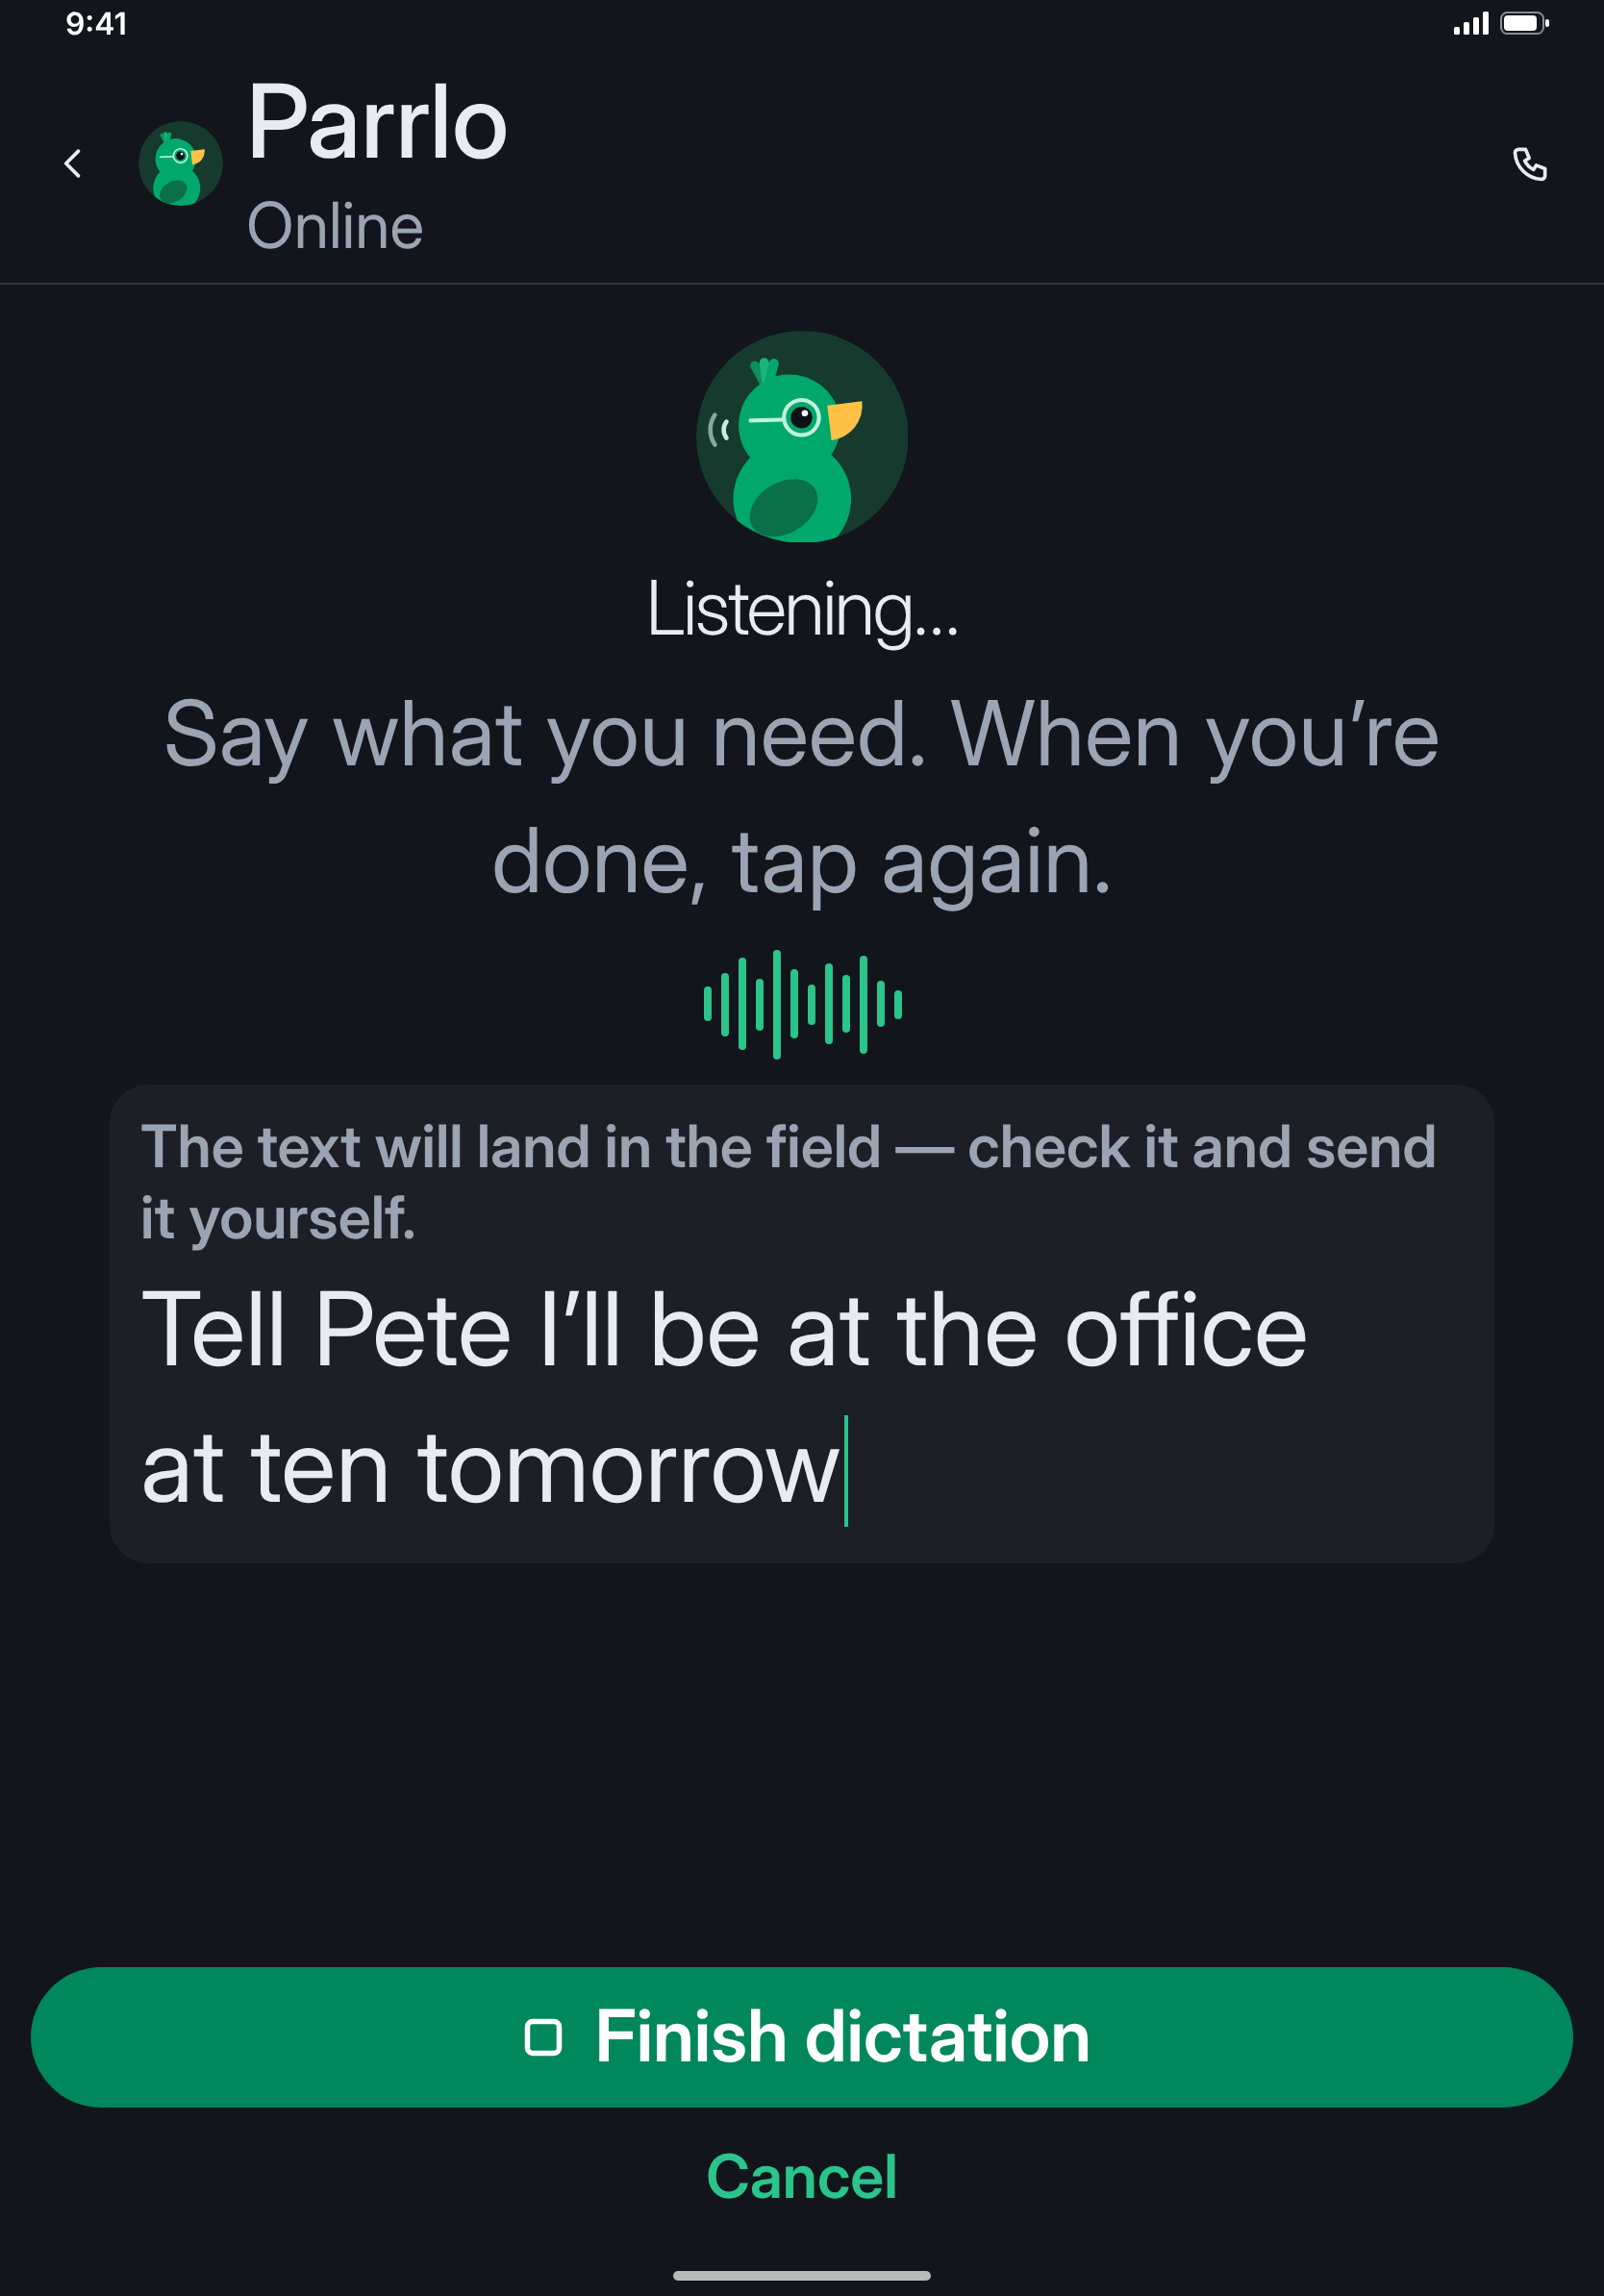 9:41
Parrlo
Online
Listening...
Say what you need. When you’re
done, tap again.
The text will land in the field — check it and send
it yourself.
Tell Pete I’ll be at the office
at ten tomorrow
Finish dictation
Cancel